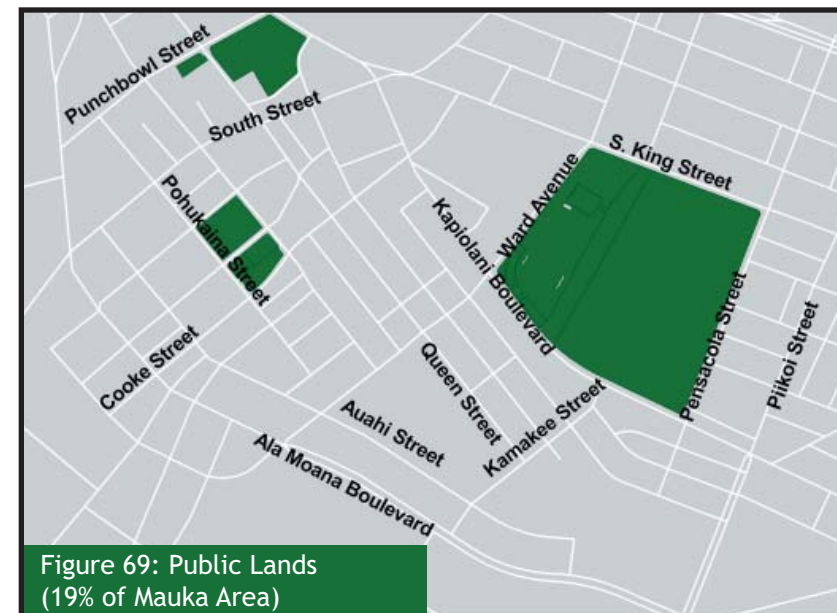 Punchbowl Street
South Street
S. King Street
Ward Avenue
Pohukaina Street
Kapiolani Boulevard
Pensacola Street
Piikoi Street
Cooke Street
Queen Street
Kamakee Street
Auahi Street
Ala Moana Boulevard
Figure 69: Public Lands
(19% of Mauka Area)